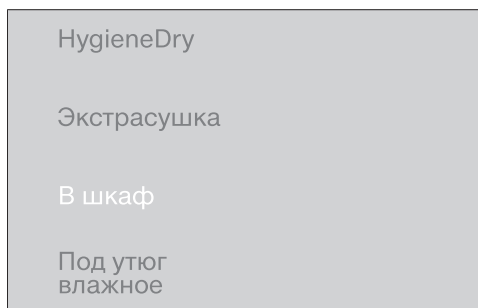 HygieneDry
Экстрасушка
В шкаф
Под утюг
влажное